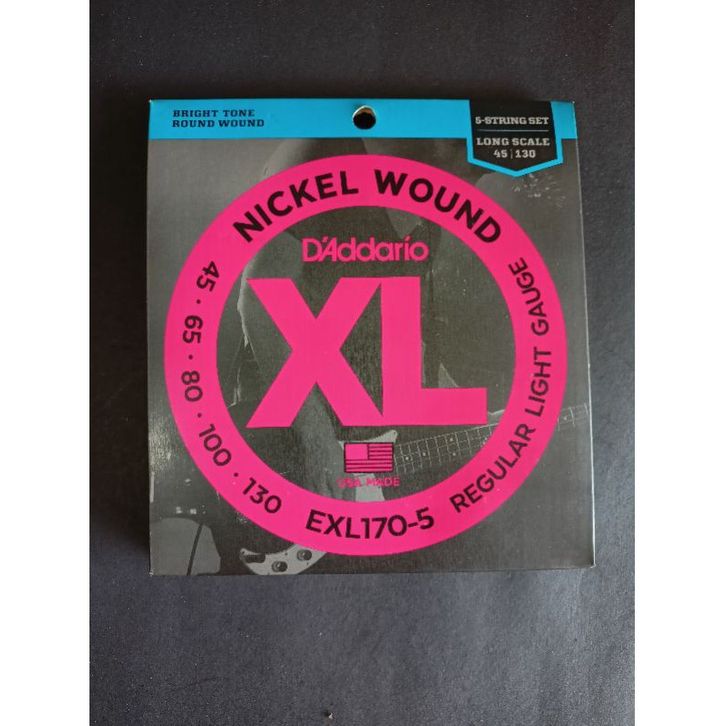 BRIGHT TONE
ROUND WOUND
5-STRING SET
LONG SCALE
45 | 130
NICKEL WOUND
D'Addario
XL
45 · 65 · 80 · 100 · 130
REGULAR LIGHT GAUGE
USA MADE
EXL170-5